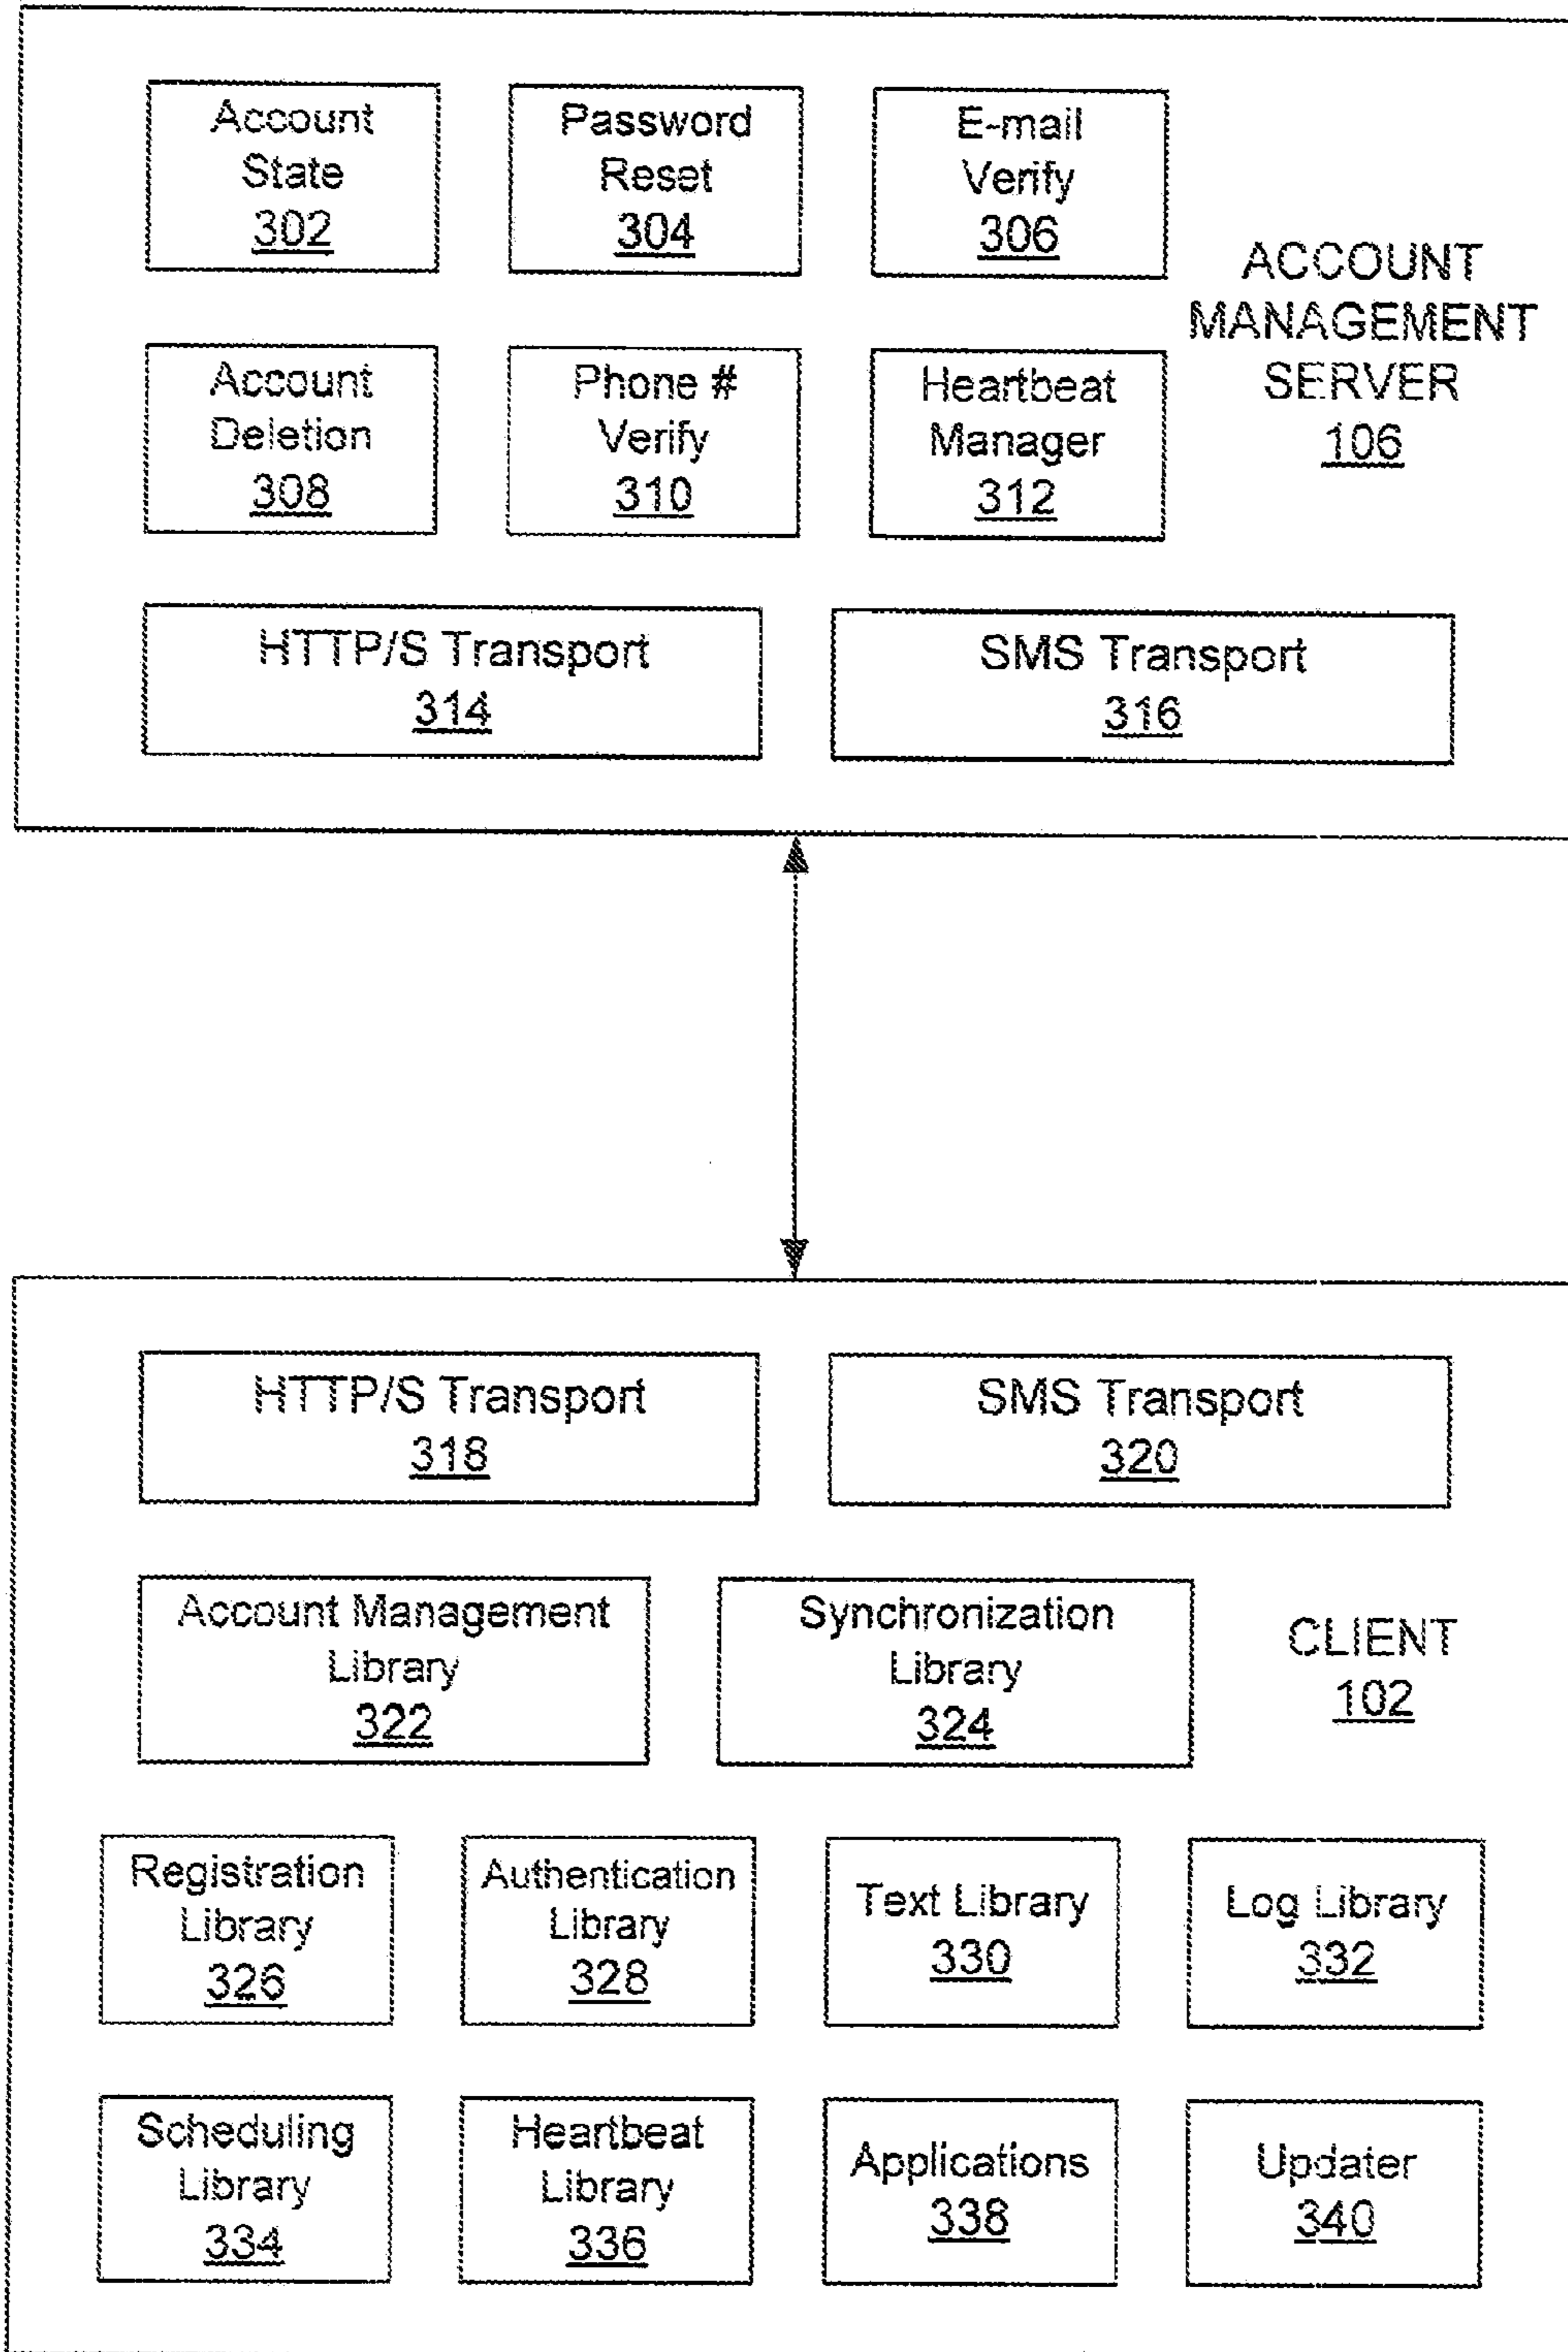 Account
State
302
Password
Reset
304
E-mail
Verify
306
ACCOUNT
MANAGEMENT
SERVER
106
Account
Deletion
308
Phone #
Verify
310
Heartbeat
Manager
312
HTTP/S Transport
314
SMS Transport
316
HTTP/S Transport
318
SMS Transport
320
Account Management
Library
322
Synchronization
Library
324
CLIENT
102
Registration
Library
326
Authentication
Library
328
Text Library
330
Log Library
332
Scheduling
Library
334
Heartbeat
Library
336
Applications
338
Updater
340